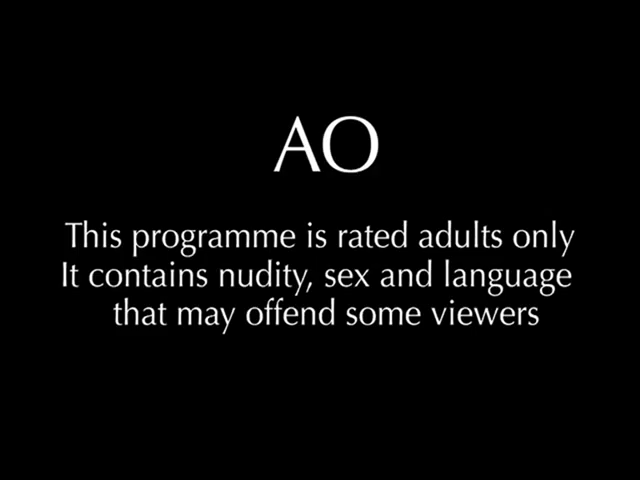 AO
This programme is rated adults only
It contains nudity, sex and language
that may offend some viewers